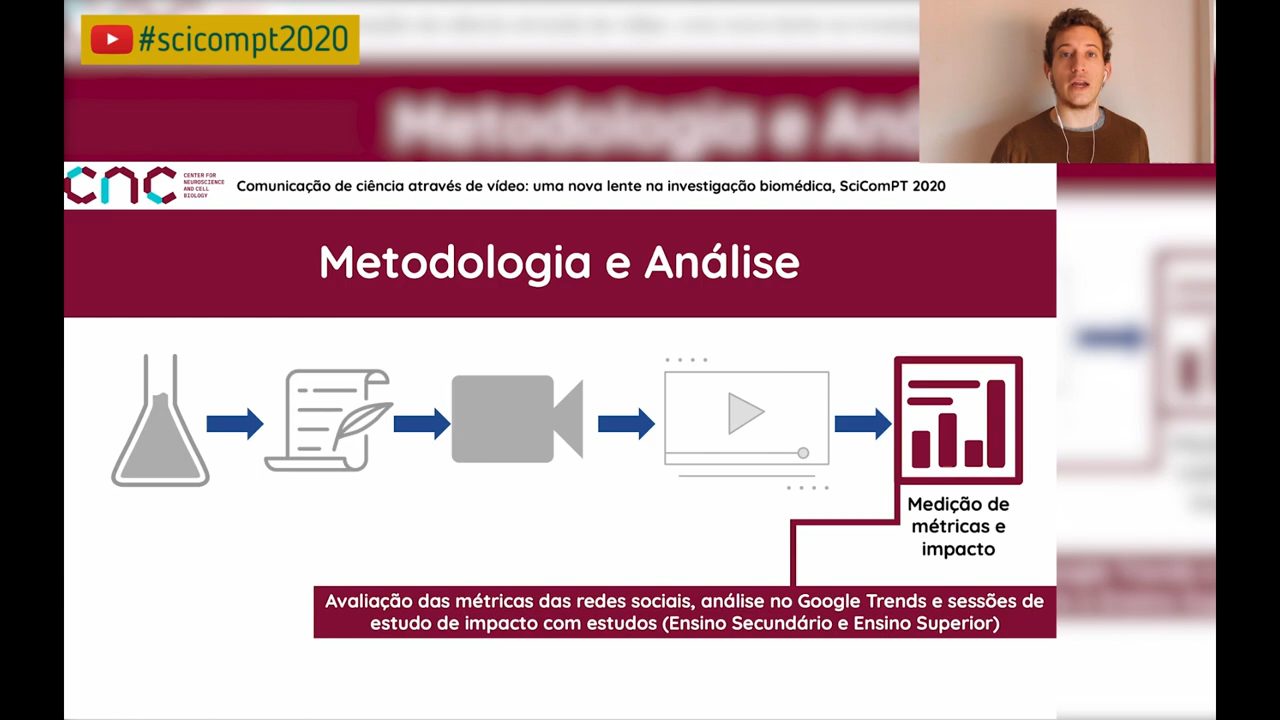 #scicompt2020
Metodologia e Aná
cnc
CENTER FOR
NEUROSCIENCE
AND CELL
BIOLOGY
Comunicação de ciência através de vídeo: uma nova lente na investigação biomédica, SciComPT 2020
Metodologia e Análise
Medição de
métricas e
impacto
Avaliação das métricas das redes sociais, análise no Google Trends e sessões de
estudo de impacto com estudos (Ensino Secundário e Ensino Superior)